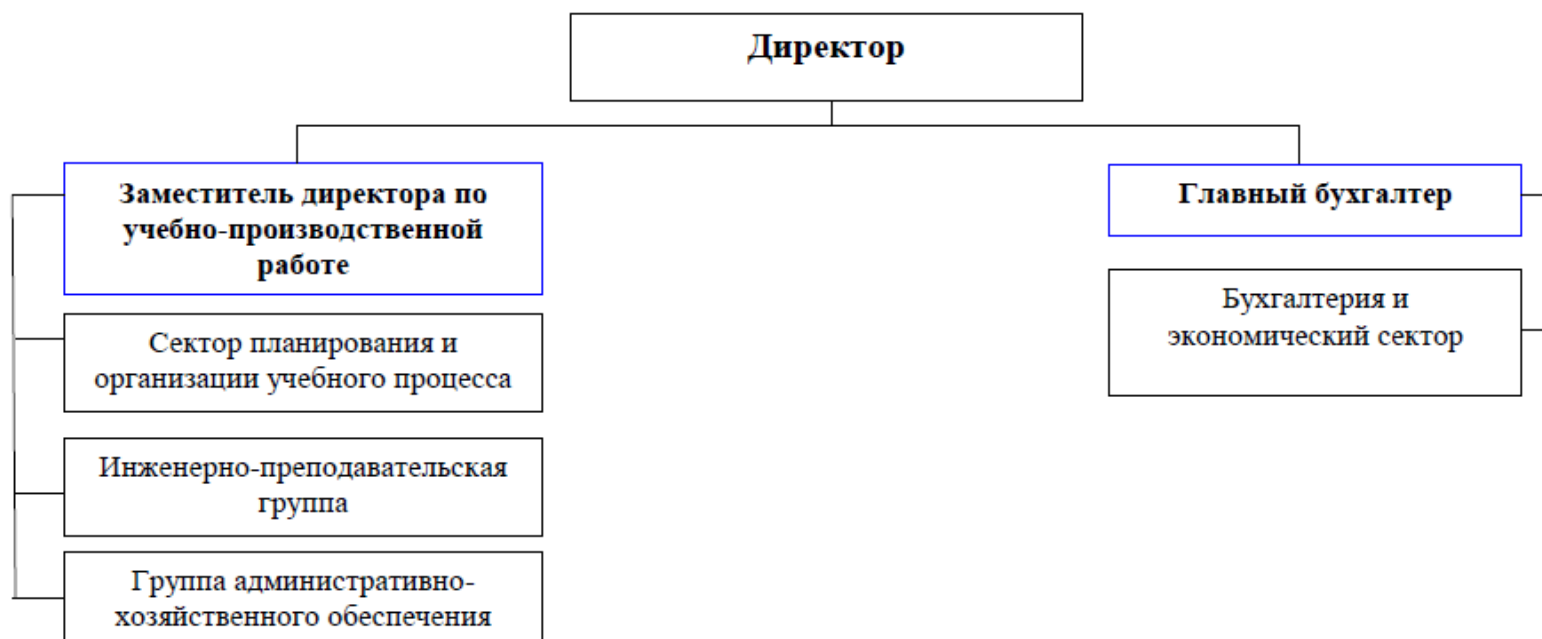 Директор
Заместитель директора по
учебно-производственной
работе
Главный бухгалтер
Сектор планирования и
организации учебного процесса
Бухгалтерия и
экономический сектор
Инженерно-преподавательская
группа
Группа административно-
хозяйственного обеспечения